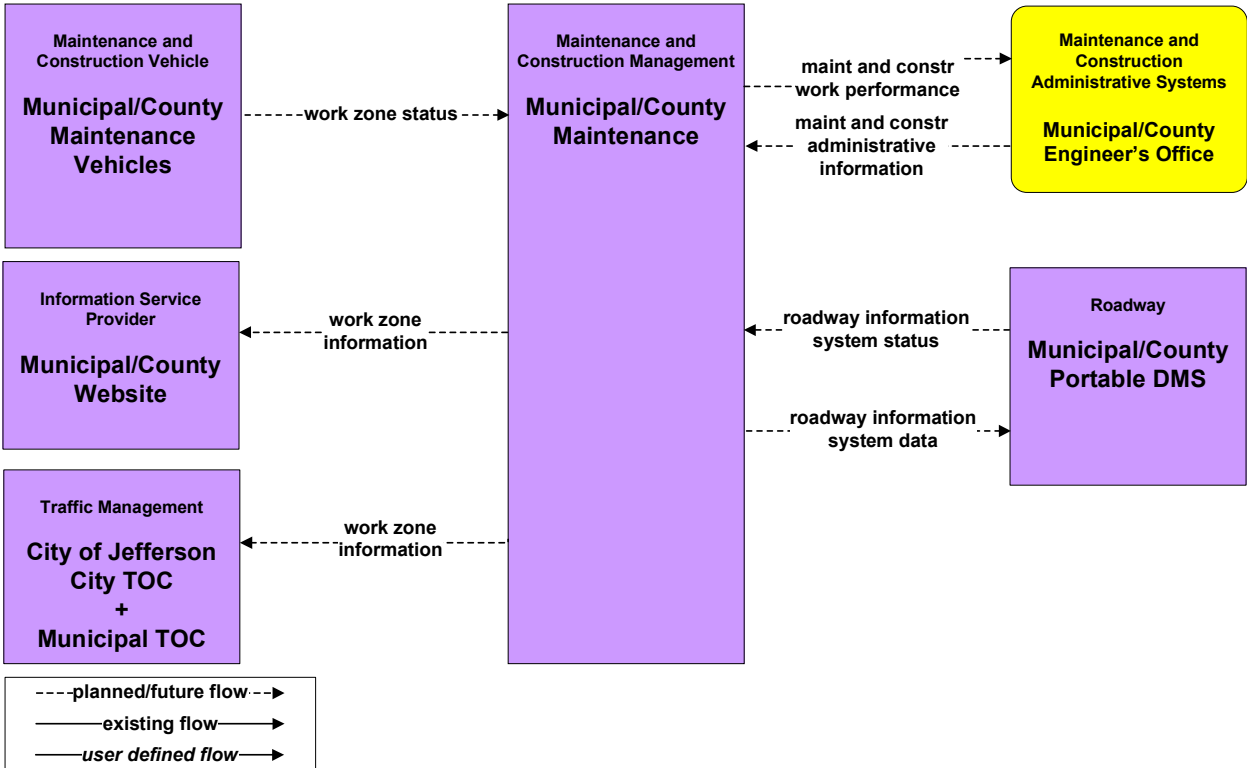 Maintenance and
Construction Vehicle
Municipal/County
Maintenance
Vehicles
work zone status
Maintenance and
Construction Management
Municipal/County
Maintenance
maint and constr
work performance
maint and constr
administrative
information
Maintenance and
Construction
Administrative Systems
Municipal/County
Engineer's Office
Information Service
Provider
Municipal/County
Website
work zone
information
roadway information
system status
roadway information
system data
Roadway
Municipal/County
Portable DMS
Traffic Management
City of Jefferson
City TOC
+
Municipal TOC
work zone
information
planned/future flow
existing flow
user defined flow